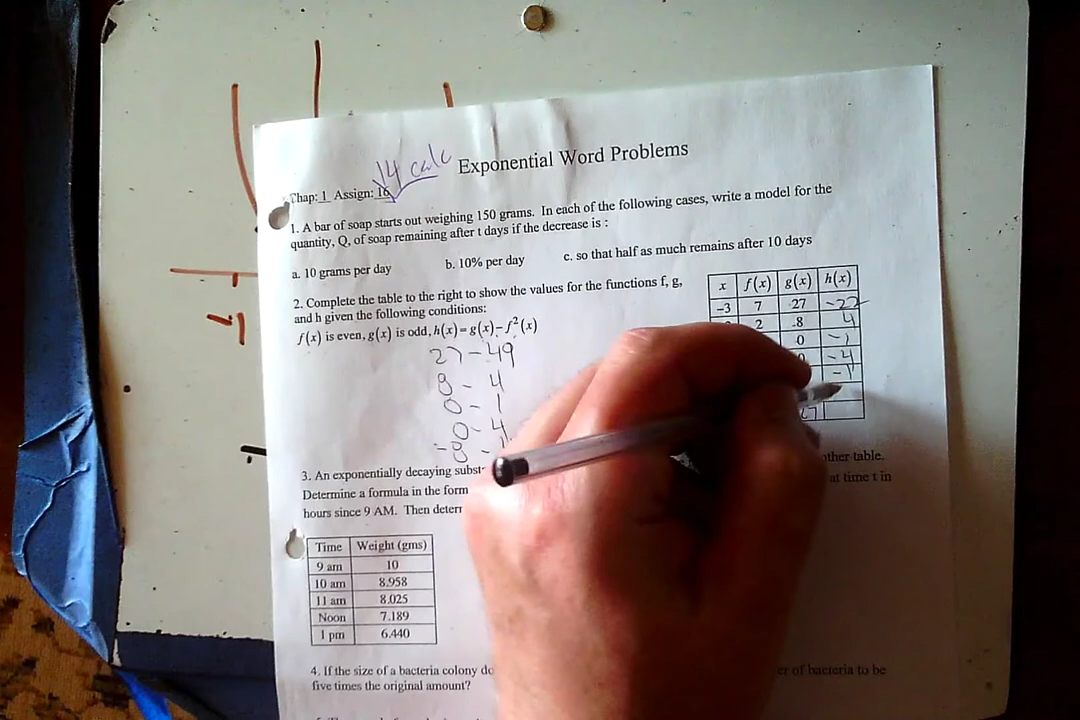 14 calc
Exponential Word Problems
Chap: 1 Assign: 16
1. A bar of soap starts out weighing 150 grams. In each of the following cases, write a model for the
quantity, Q, of soap remaining after t days if the decrease is :
a. 10 grams per day b. 10% per day c. so that half as much remains after 10 days
2. Complete the table to the right to show the values for the functions f, g,
and h given the following conditions:
f(x) is even, g(x) is odd, h(x) = g(x) – f²(x)
x f(x) g(x) h(x)
-3 7 27 -22
2 8 4
0 -1
0 -4
27 - 49
8 - 4
0 - 1
0 - 4
-8 -
3. An exponentially decaying other table.
Determine a formula in the form at time t in
hours since 9 AM. Then
Time Weight (gms)
9 am 10
10 am 8.958
11 am 8.025
Noon 7.189
1 pm 6.440
4. If the size of a bacteria colony of bacteria to be
five times the original amount?